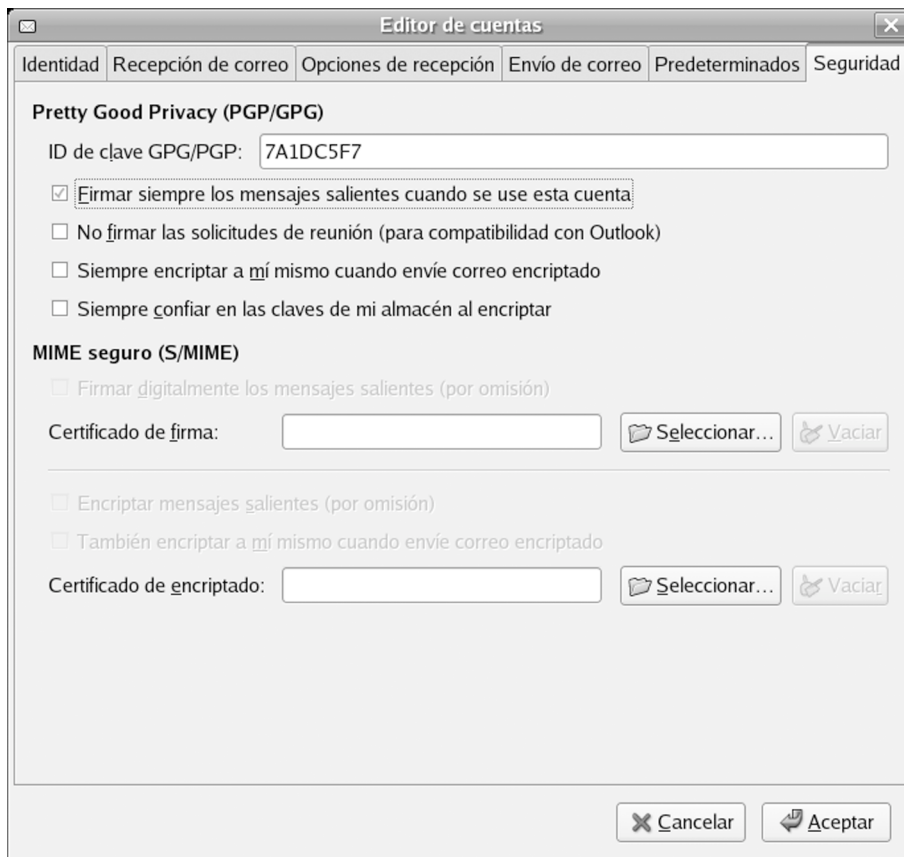 Editor de cuentas
Identidad Recepción de correo Opciones de recepción Envío de correo Predeterminados Seguridad
Pretty Good Privacy (PGP/GPG)
ID de clave GPG/PGP: 7A1DC5F7
Firmar siempre los mensajes salientes cuando se use esta cuenta
No firmar las solicitudes de reunión (para compatibilidad con Outlook)
Siempre encriptar a mí mismo cuando envíe correo encriptado
Siempre confiar en las claves de mi almacén al encriptar
MIME seguro (S/MIME)
Firmar digitalmente los mensajes salientes (por omisión)
Certificado de firma: Seleccionar... Vaciar
Encriptar mensajes salientes (por omisión)
También encriptar a mí mismo cuando envíe correo encriptado
Certificado de encriptado: Seleccionar... Vaciar
Cancelar Aceptar